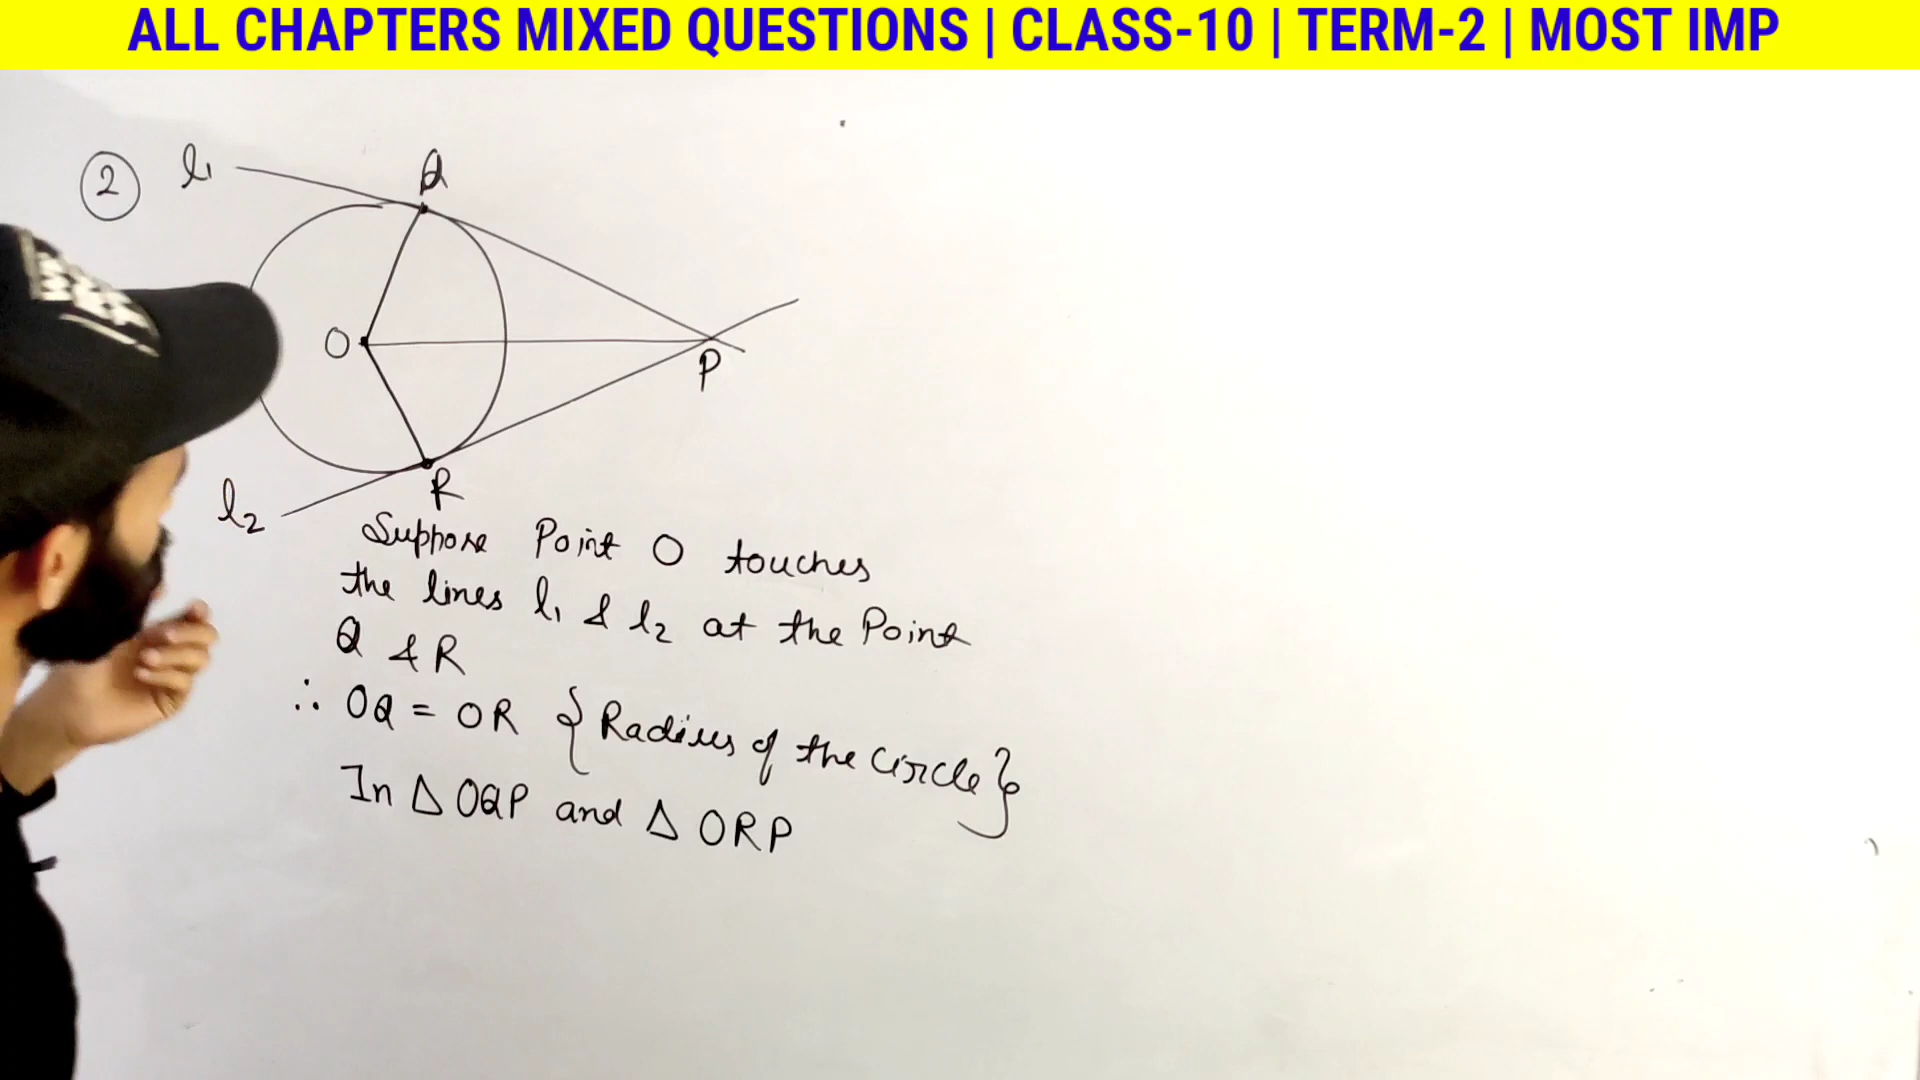 ALL CHAPTERS MIXED QUESTIONS | CLASS-10 | TERM-2 | MOST IMP
2
l1
Q
O
P
R
l2
Suppose Point O touches
the lines l1 & l2 at the Point
Q & R
∴ OQ = OR {Radius of the Circle}
In △ OQP and △ ORP